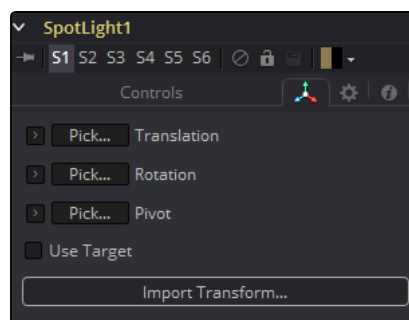 SpotLight1
S1 S2 S3 S4 S5 S6
Controls
Pick... Translation
Pick... Rotation
Pick... Pivot
Use Target
Import Transform...